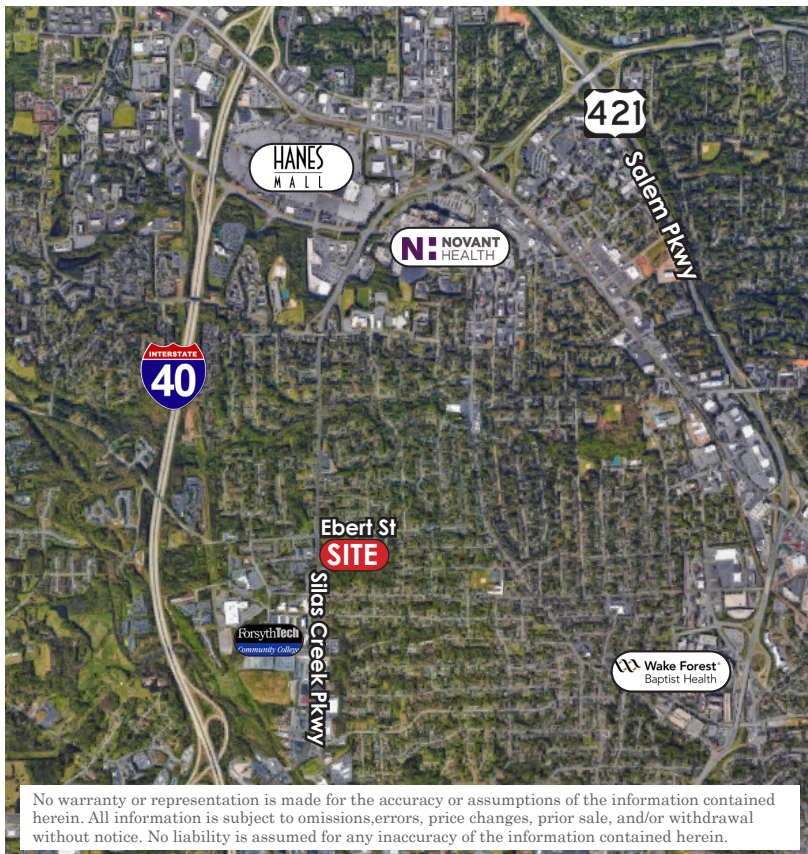 421
Salem Pkwy
HANES
MALL
N NOVANT
HEALTH
INTERSTATE
40
Ebert St
SITE
Silas Creek Pkwy
ForsythTech
Community College
Wake Forest®
Baptist Health
No warranty or representation is made for the accuracy or assumptions of the information contained
herein. All information is subject to omissions,errors, price changes, prior sale, and/or withdrawal
without notice. No liability is assumed for any inaccuracy of the information contained herein.